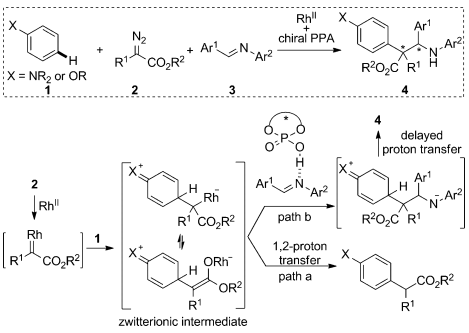 X
H
X = NR2 or OR
1
+
N2
R1
CO2R2
2
+
Ar1
N
Ar2
3
RhII
+
chiral PPA
X
Ar1
Ar2
N
H
*
*
R2O2C
R1
4
2
RhII
Rh
R1
CO2R2
1
X+
H
Rh-
R1
CO2R2
X+
H
ORh-
OR2
R1
zwitterionic intermediate
*
O
O
P
O
O
H
Ar1
N
Ar2
path b
1,2-proton
transfer
path a
4
delayed
proton transfer
X+
H
Ar1
N-
Ar2
R2O2C
R1
X
CO2R2
R1